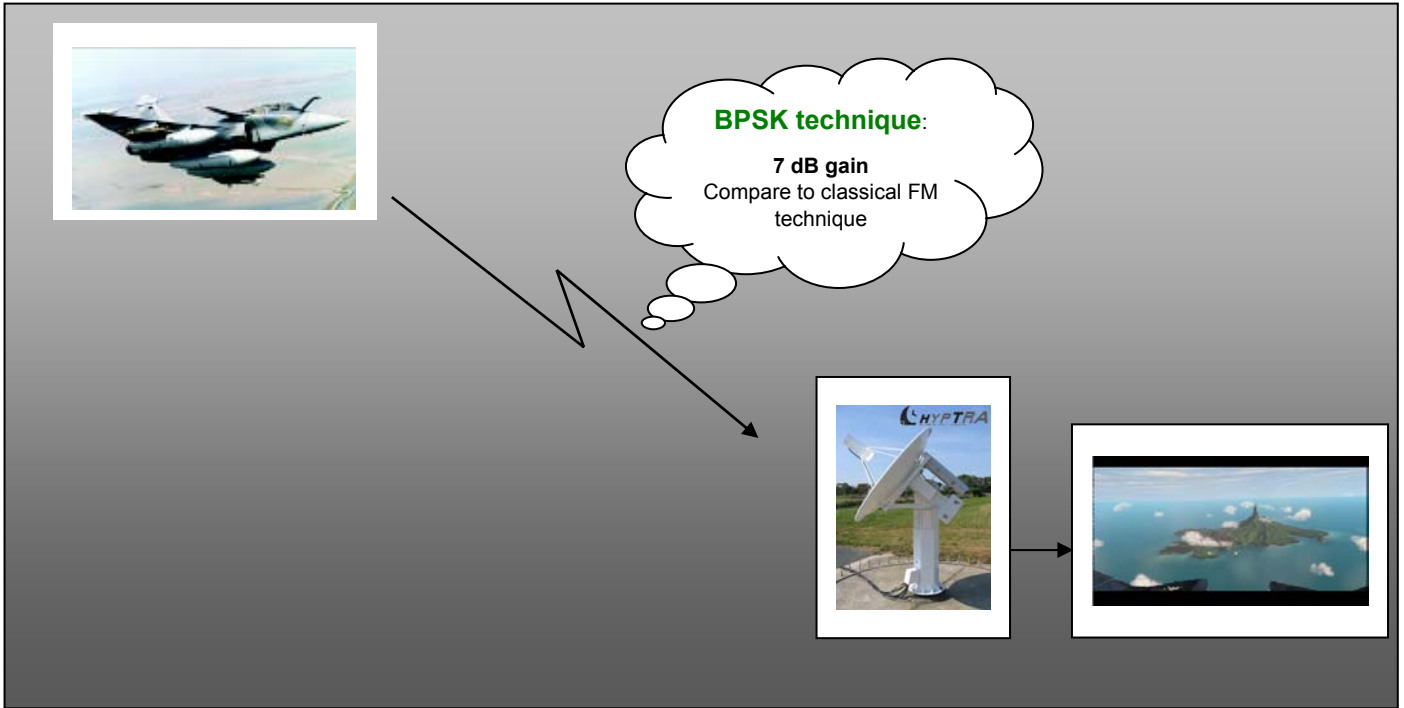 BPSK technique:
7 dB gain
Compare to classical FM
technique
HYPTRA